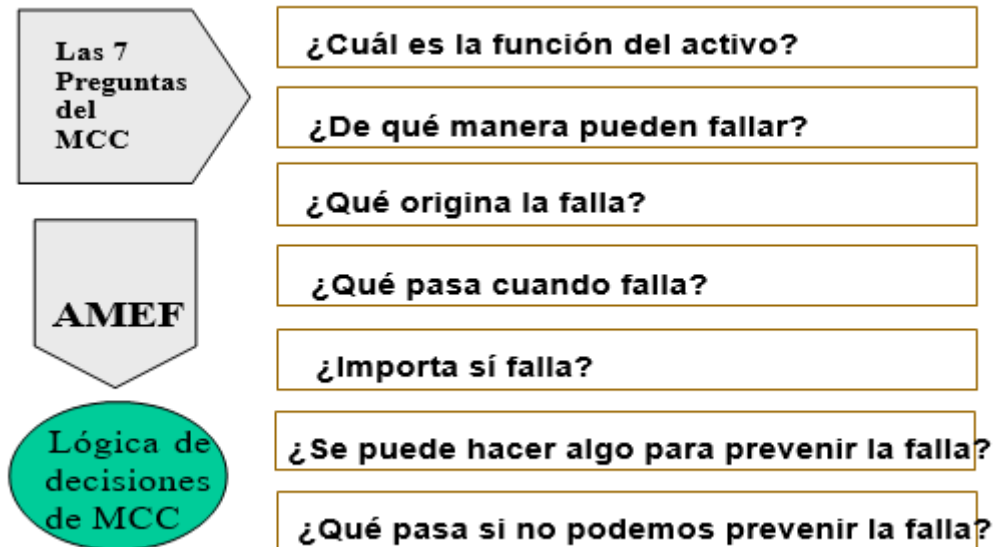 Las 7
Preguntas
del
MCC
¿Cuál es la función del activo?
¿De qué manera pueden fallar?
¿Qué origina la falla?
¿Qué pasa cuando falla?
AMEF
¿Importa sí falla?
Lógica de
decisiones
de MCC
¿Se puede hacer algo para prevenir la falla?
¿Qué pasa si no podemos prevenir la falla?